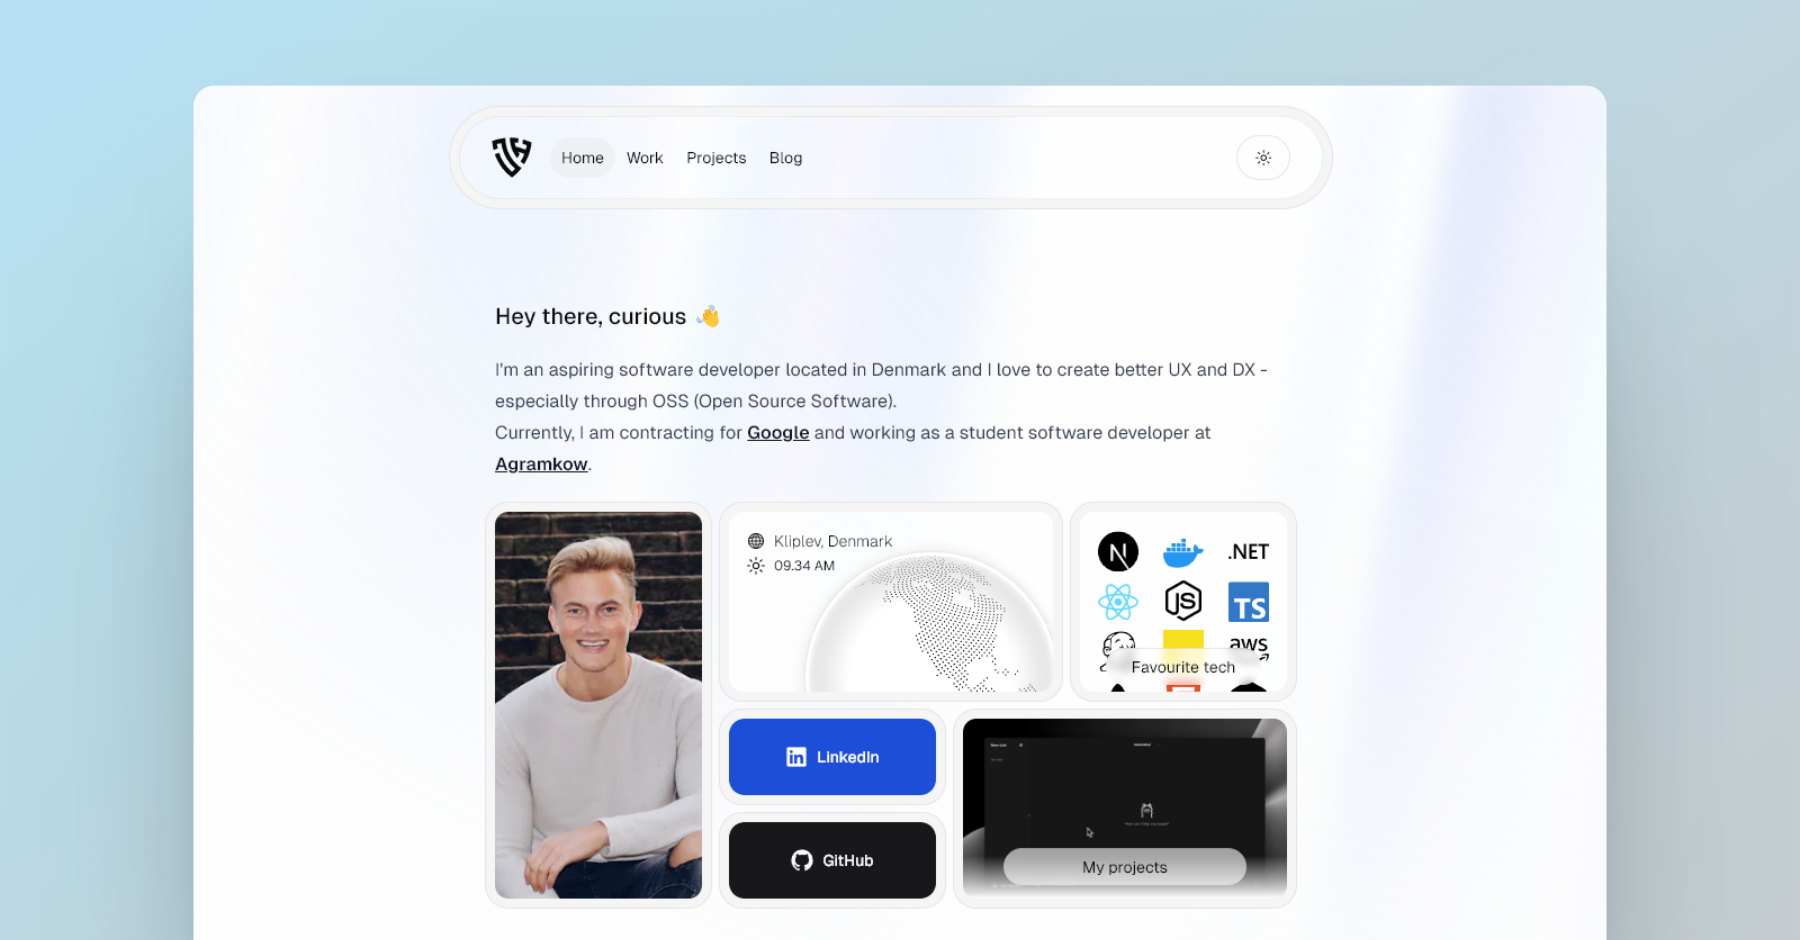 Home Work Projects Blog
Hey there, curious 👋
I'm an aspiring software developer located in Denmark and I love to create better UX and DX -
especially through OSS (Open Source Software).
Currently, I am contracting for Google and working as a student software developer at
Agramkow.
Kliplev, Denmark
09.34 AM
N
.NET
JS
TS
aws
Favourite tech
LinkedIn
GitHub
My projects